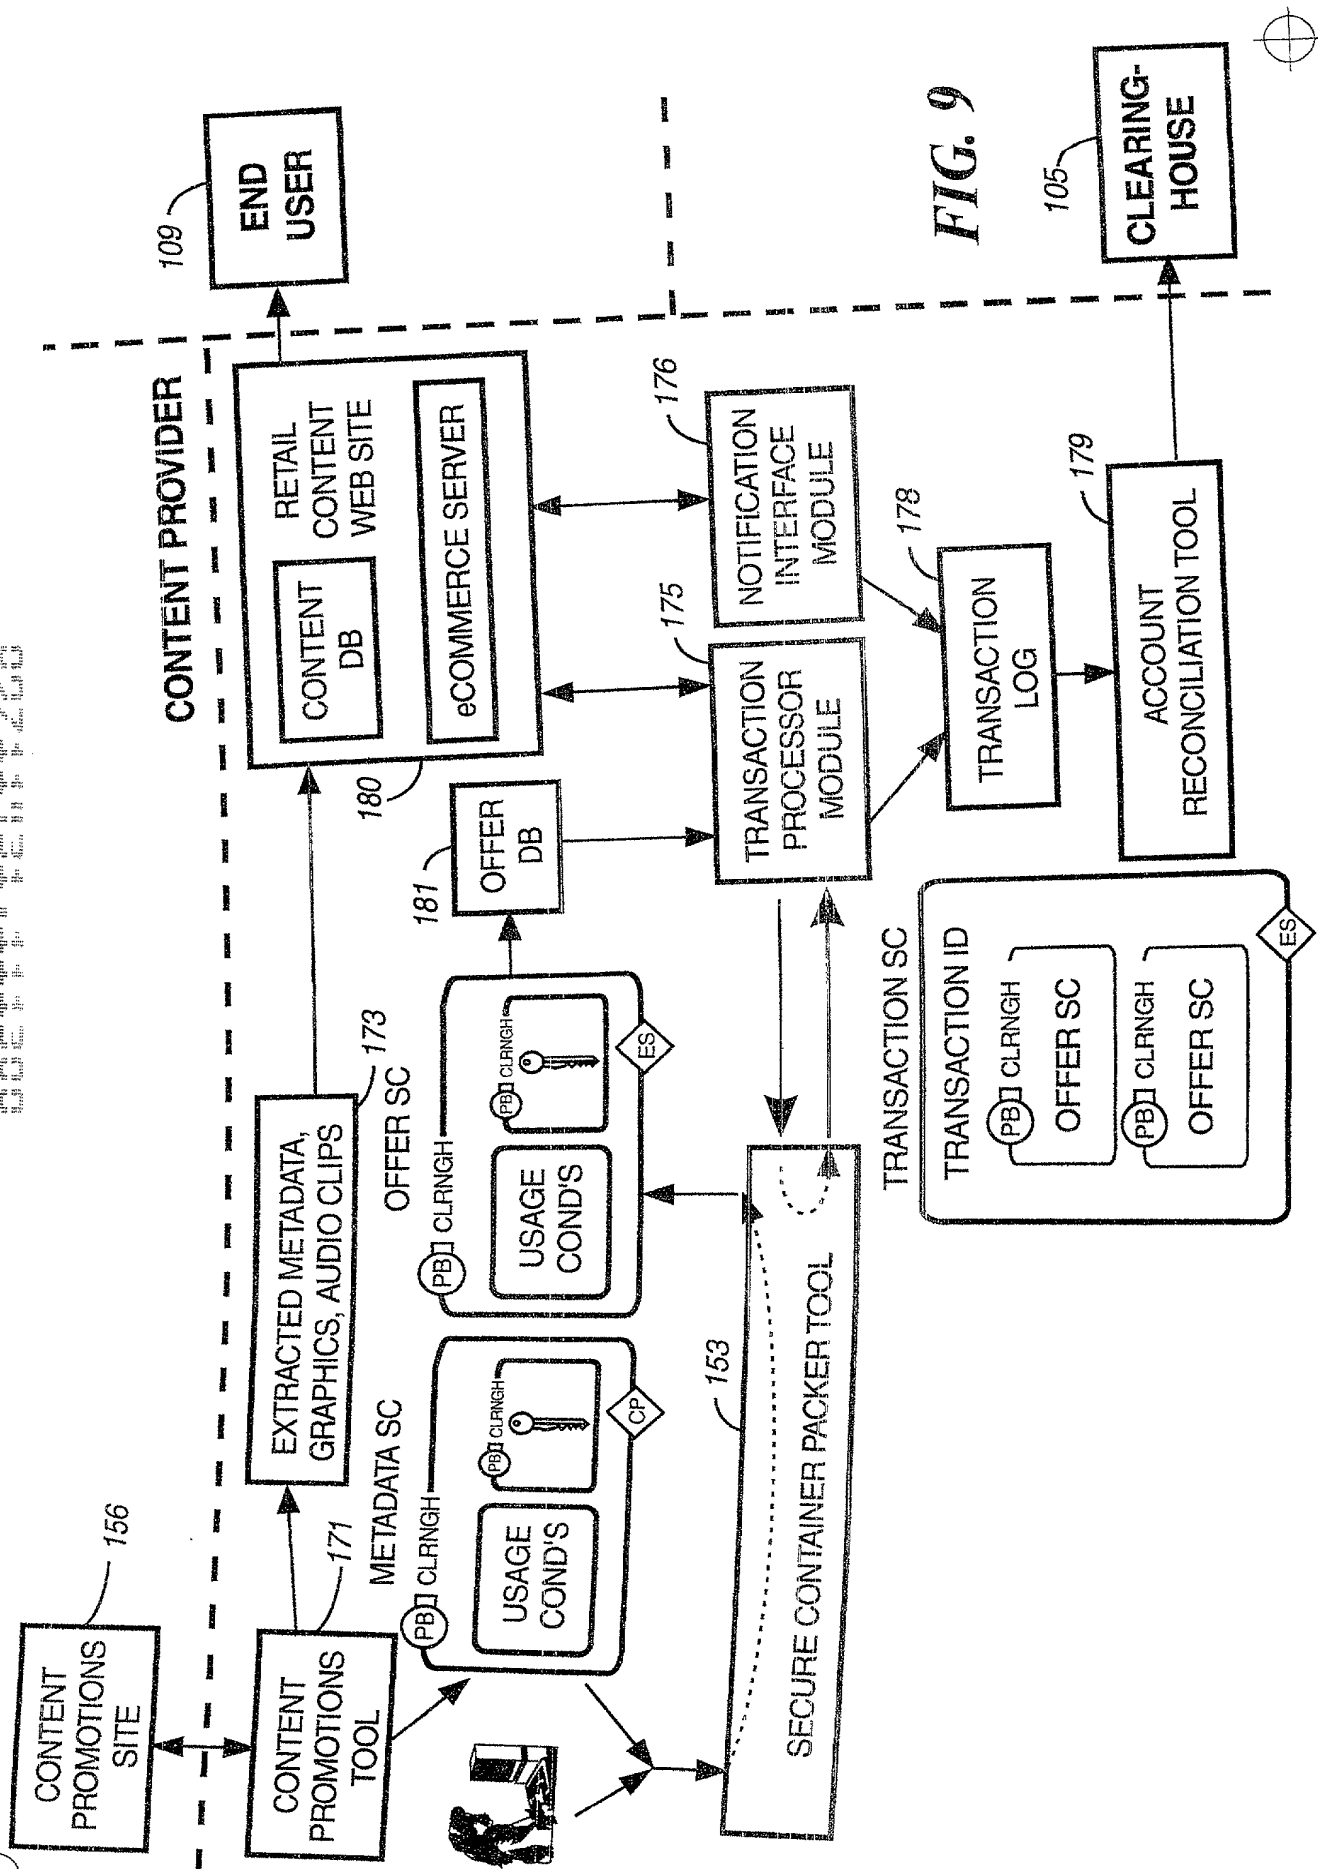 CONTENT
PROMOTIONS
SITE
156
CONTENT PROVIDER
CONTENT
PROMOTIONS
TOOL
171
EXTRACTED METADATA,
GRAPHICS, AUDIO CLIPS
173
CONTENT
DB
RETAIL
CONTENT
WEB SITE
eCOMMERCE SERVER
180
END
USER
109
METADATA SC
PB CLRNGH
USAGE
COND'S
PB CLRNGH
CP
OFFER SC
PB CLRNGH
USAGE
COND'S
PB CLRNGH
ES
OFFER
DB
181
153
SECURE CONTAINER PACKER TOOL
TRANSACTION
PROCESSOR
MODULE
175
NOTIFICATION
INTERFACE
MODULE
176
TRANSACTION
LOG
178
TRANSACTION SC
TRANSACTION ID
PB CLRNGH
OFFER SC
PB CLRNGH
OFFER SC
ES
ACCOUNT
RECONCILIATION TOOL
179
FIG. 9
105
CLEARING-
HOUSE